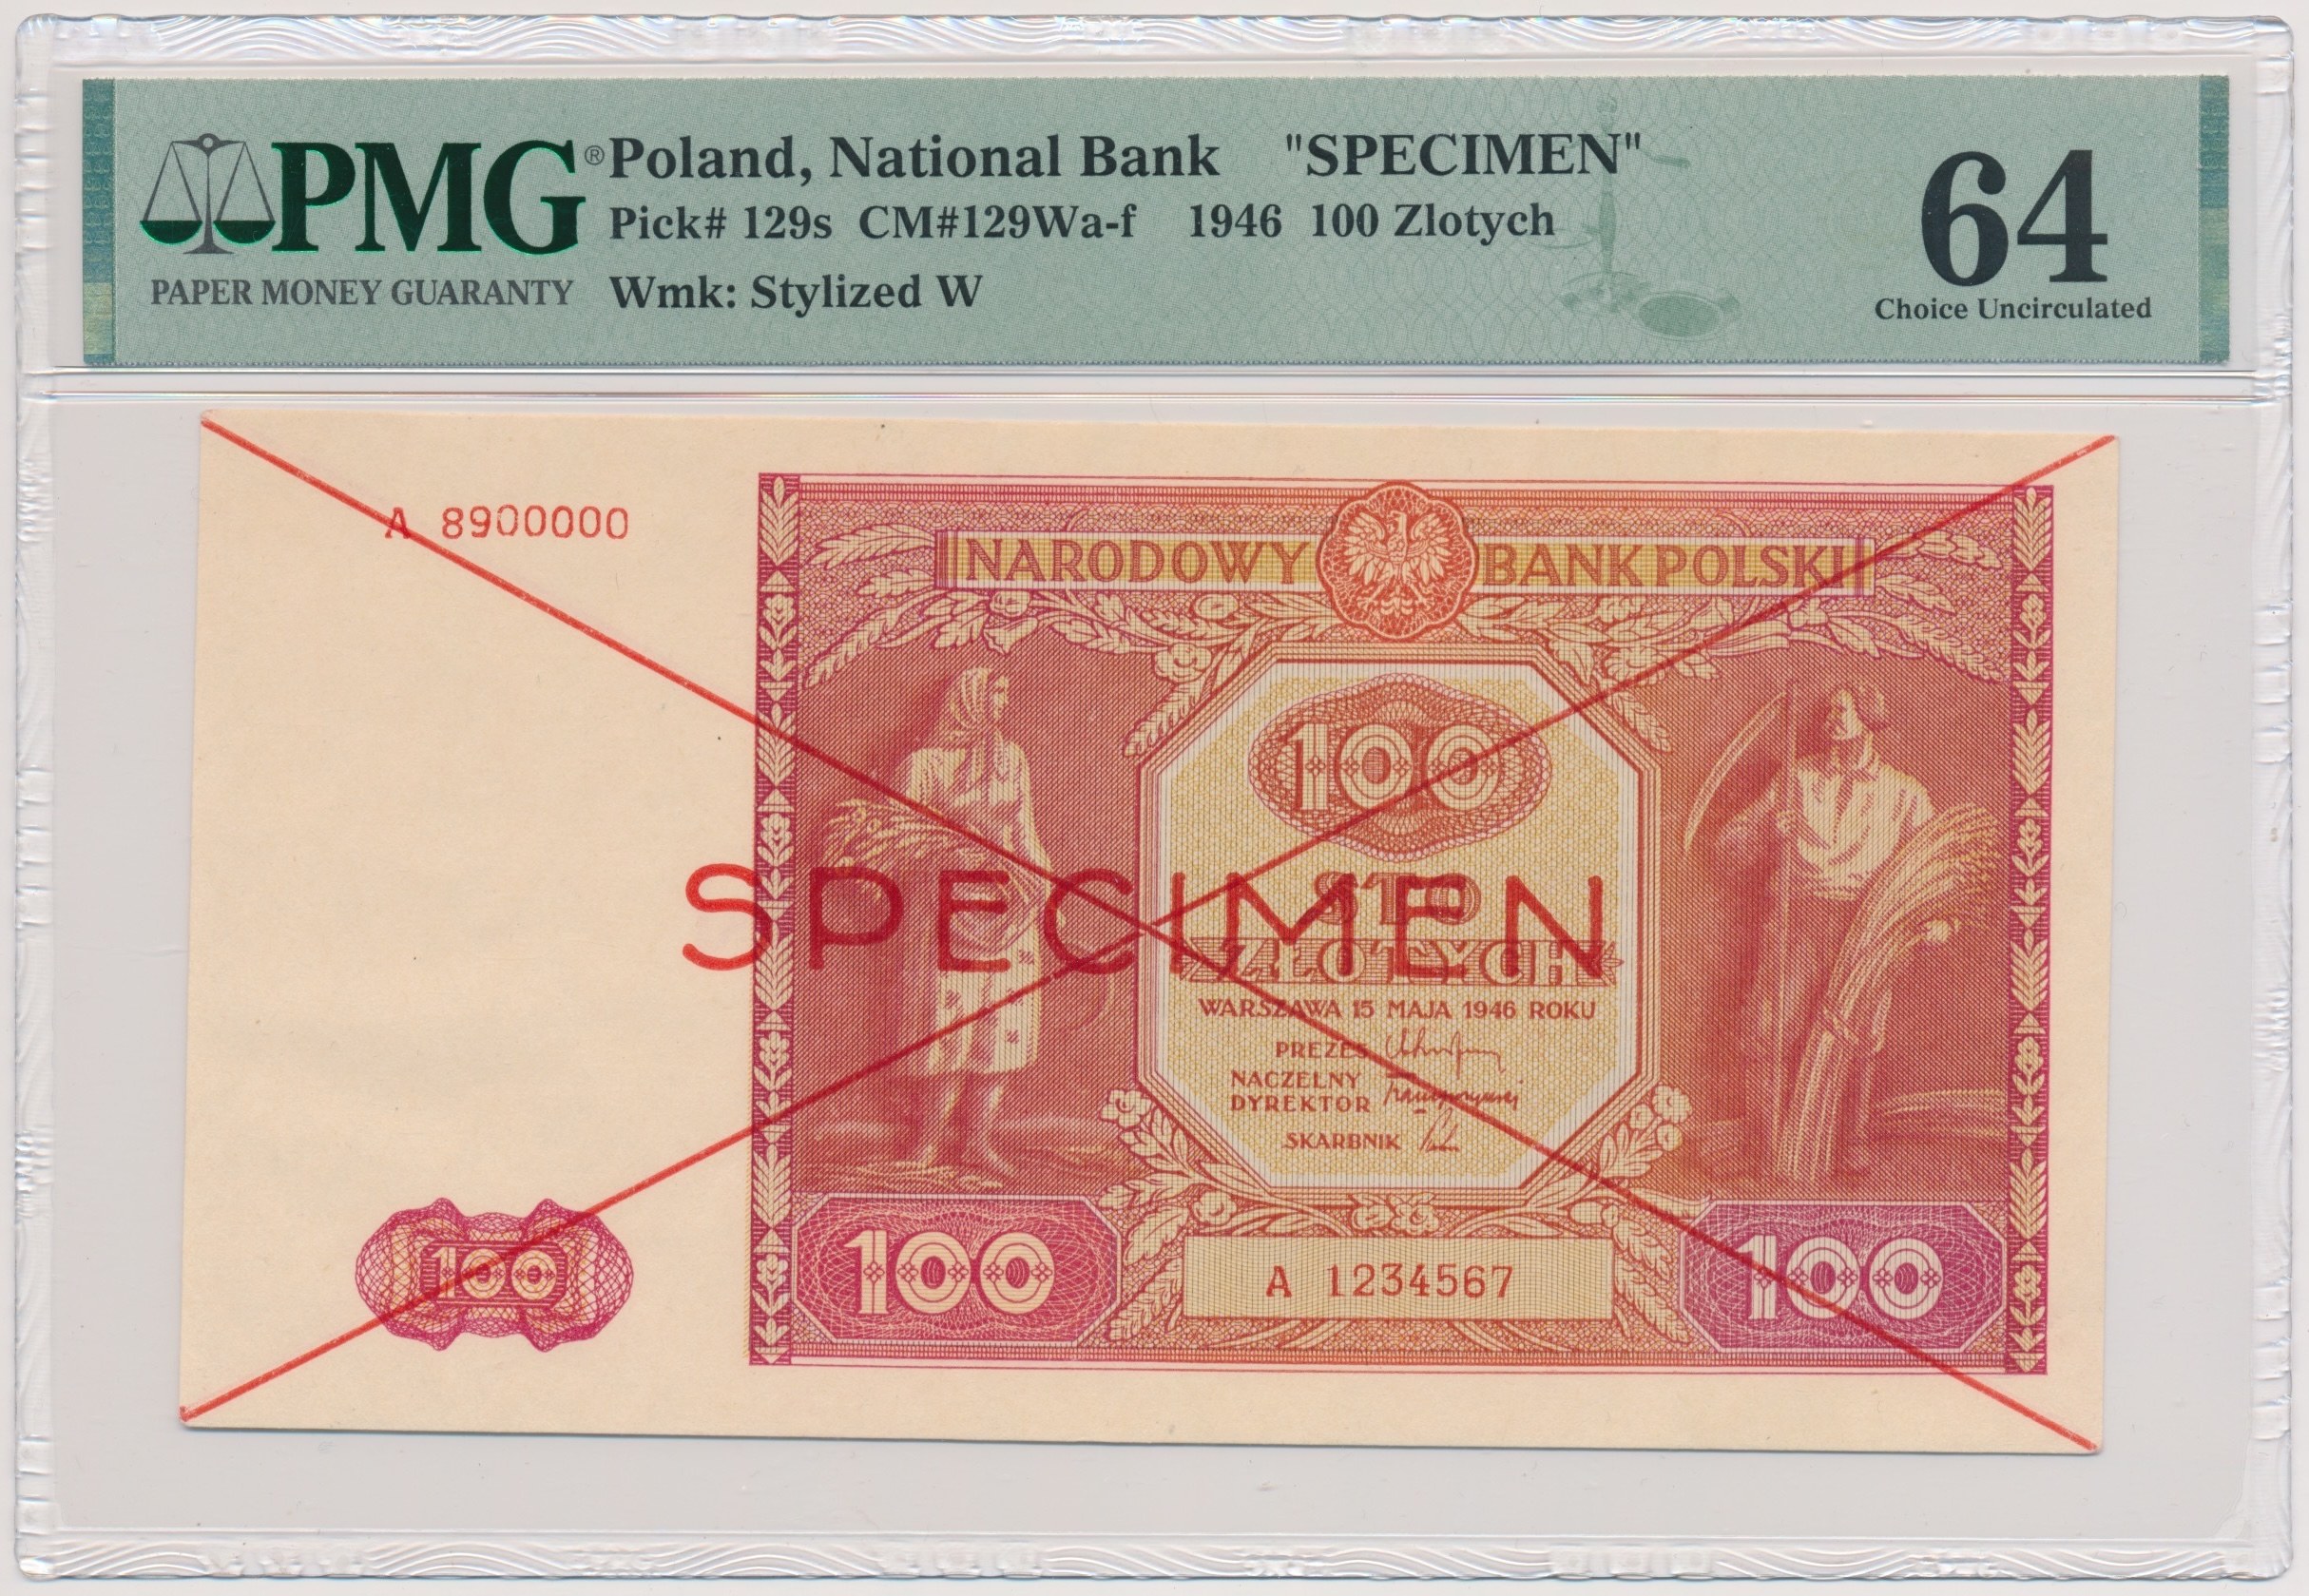 PMG® Poland, National Bank "SPECIMEN"
Pick# 129s CM#129Wa-f 1946 100 Zlotych
PAPER MONEY GUARANTY Wmk: Stylized W
64
Choice Uncirculated
A 8900000
NARODOWY BANK POLSKI
100
SPECIMEN
STO
ZŁOTYCH
WARSZAWA 15 MAJA 1946 ROKU
PREZES
NACZELNY
DYREKTOR
SKARBNIK
100
100
A 1234567
100